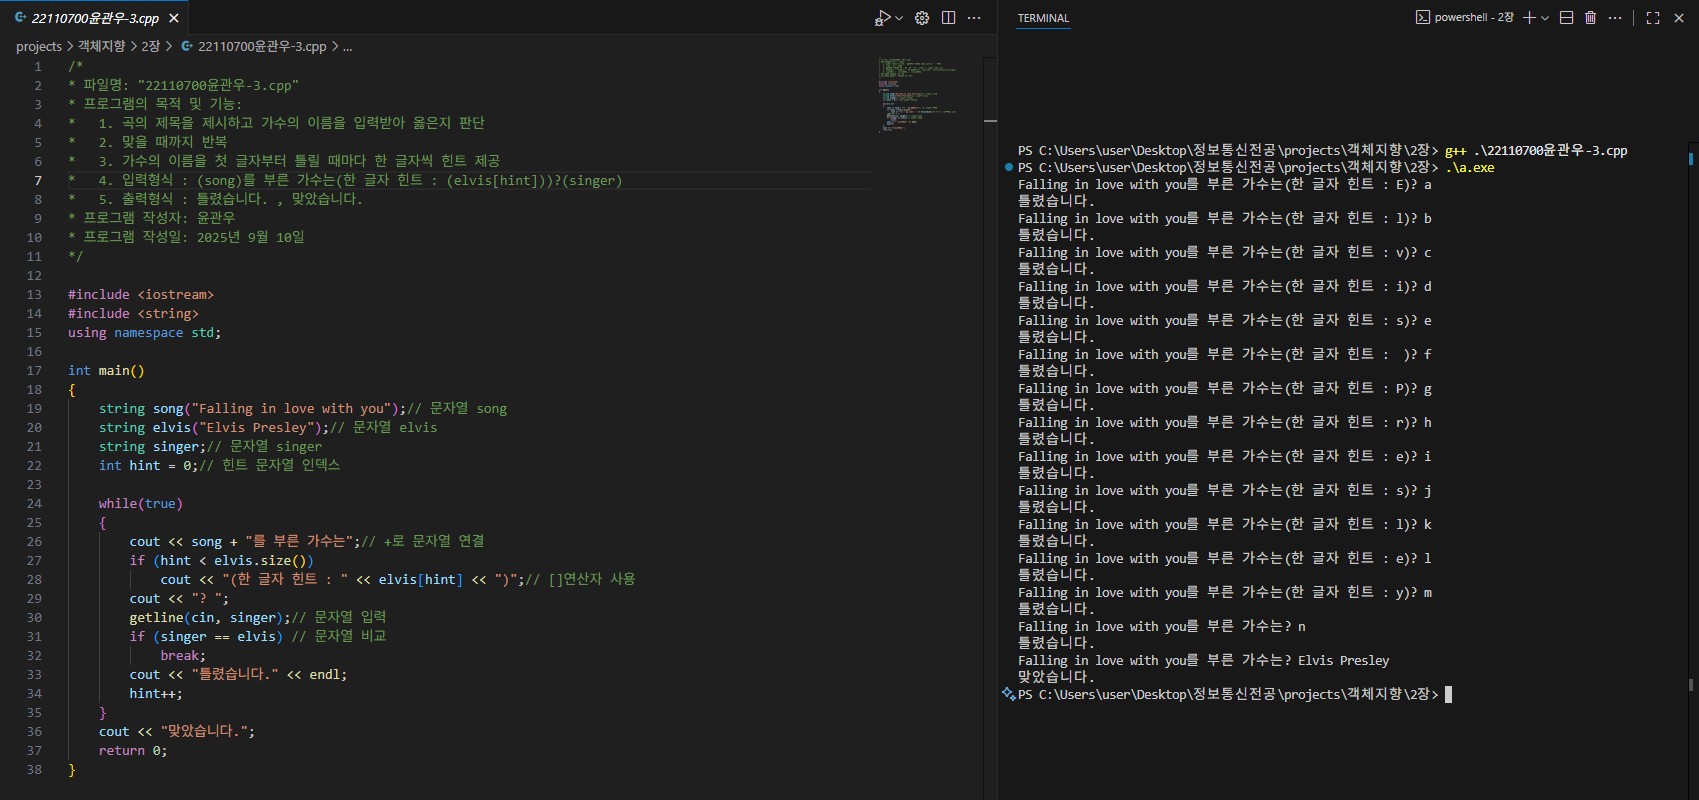 22110700윤관우-3.cpp
projects > 객체지향 > 2장 > 22110700윤관우-3.cpp > ...
1 /*
2 * 파일명: "22110700윤관우-3.cpp"
3 * 프로그램의 목적 및 기능:
4 *   1. 곡의 제목을 제시하고 가수의 이름을 입력받아 옳은지 판단
5 *   2. 맞을 때까지 반복
6 *   3. 가수의 이름을 첫 글자부터 틀릴 때마다 한 글자씩 힌트 제공
7 *   4. 입력형식 : (song)를 부른 가수는(한 글자 힌트 : (elvis[hint]))?(singer)
8 *   5. 출력형식 : 틀렸습니다. , 맞았습니다.
9 * 프로그램 작성자: 윤관우
10 * 프로그램 작성일: 2025년 9월 10일
11 */
12
13 #include <iostream>
14 #include <string>
15 using namespace std;
16
17 int main()
18 {
19     string song("Falling in love with you");// 문자열 song
20     string elvis("Elvis Presley");// 문자열 elvis
21     string singer;// 문자열 singer
22     int hint = 0;// 힌트 문자열 인덱스
23
24     while(true)
25     {
26         cout << song + "를 부른 가수는";// +로 문자열 연결
27         if (hint < elvis.size())
28             cout << "(한 글자 힌트 : " << elvis[hint] << ")";// []연산자 사용
29         cout << "? ";
30         getline(cin, singer);// 문자열 입력
31         if (singer == elvis) // 문자열 비교
32             break;
33         cout << "틀렸습니다." << endl;
34         hint++;
35     }
36     cout << "맞았습니다.";
37     return 0;
38 }
TERMINAL
powershell - 2장
PS C:\Users\user\Desktop\정보통신전공\projects\객체지향\2장> g++ .\22110700윤관우-3.cpp
PS C:\Users\user\Desktop\정보통신전공\projects\객체지향\2장> .\a.exe
Falling in love with you를 부른 가수는(한 글자 힌트 : E)? a
틀렸습니다.
Falling in love with you를 부른 가수는(한 글자 힌트 : l)? b
틀렸습니다.
Falling in love with you를 부른 가수는(한 글자 힌트 : v)? c
틀렸습니다.
Falling in love with you를 부른 가수는(한 글자 힌트 : i)? d
틀렸습니다.
Falling in love with you를 부른 가수는(한 글자 힌트 : s)? e
틀렸습니다.
Falling in love with you를 부른 가수는(한 글자 힌트 :  )? f
틀렸습니다.
Falling in love with you를 부른 가수는(한 글자 힌트 : P)? g
틀렸습니다.
Falling in love with you를 부른 가수는(한 글자 힌트 : r)? h
틀렸습니다.
Falling in love with you를 부른 가수는(한 글자 힌트 : e)? i
틀렸습니다.
Falling in love with you를 부른 가수는(한 글자 힌트 : s)? j
틀렸습니다.
Falling in love with you를 부른 가수는(한 글자 힌트 : l)? k
틀렸습니다.
Falling in love with you를 부른 가수는(한 글자 힌트 : e)? l
틀렸습니다.
Falling in love with you를 부른 가수는(한 글자 힌트 : y)? m
틀렸습니다.
Falling in love with you를 부른 가수는? n
틀렸습니다.
Falling in love with you를 부른 가수는? Elvis Presley
맞았습니다.
PS C:\Users\user\Desktop\정보통신전공\projects\객체지향\2장>